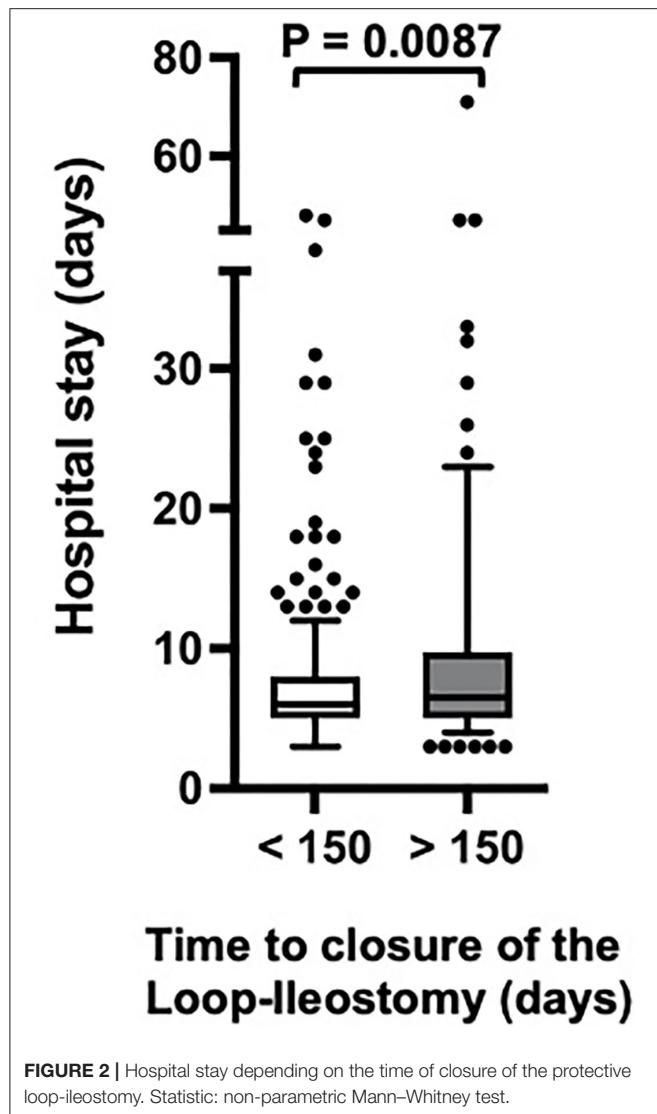 P = 0.0087
80
60
30
20
10
0
Hospital stay (days)
< 150 > 150
Time to closure of the
Loop-Ileostomy (days)
FIGURE 2 | Hospital stay depending on the time of closure of the protective
loop-ileostomy. Statistic: non-parametric Mann–Whitney test.